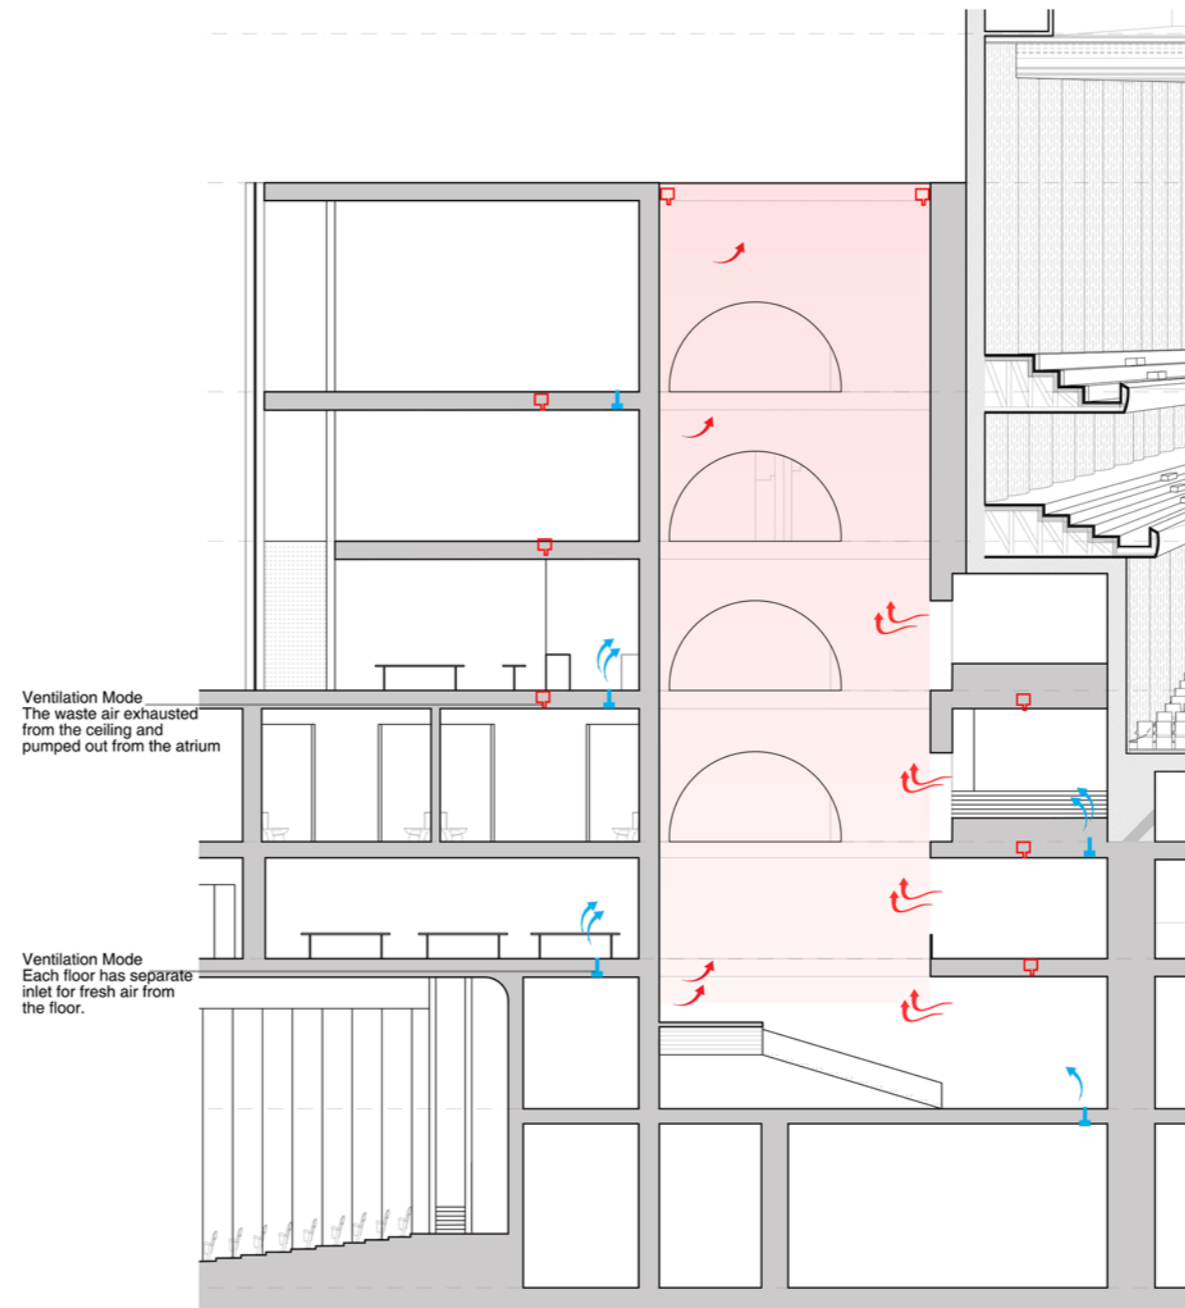 Ventilation Mode
The waste air exhausted
from the ceiling and
pumped out from the atrium
Ventilation Mode
Each floor has separate
inlet for fresh air from
the floor.